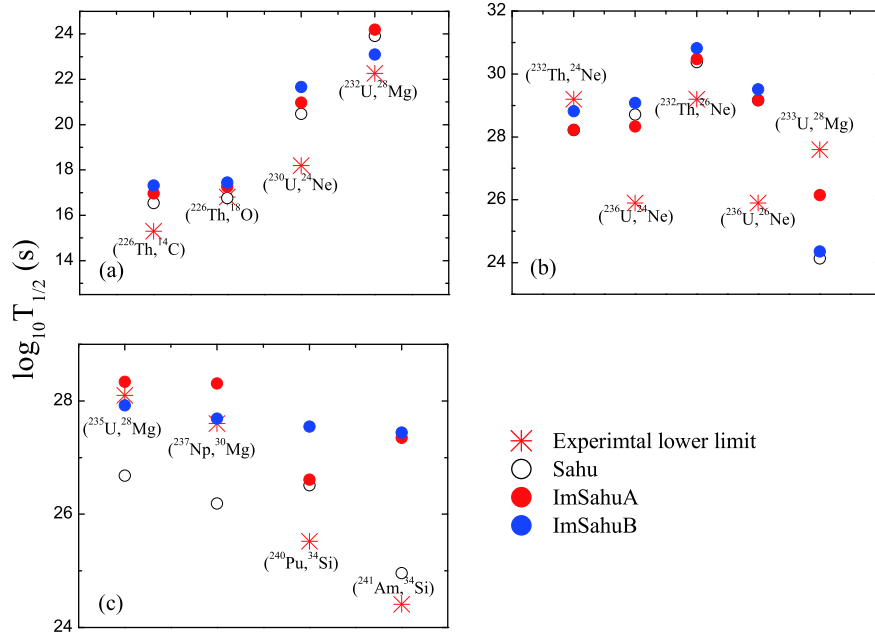 log₁₀T₁/₂ (s)
24
22
20
18
16
14
(²³²U,²⁸Mg)
(²³⁰U,²⁴Ne)
(²²⁶Th,¹⁸O)
(²²⁶Th,¹⁴C)
(a)
32
30
28
26
24
(²³²Th,²⁴Ne)
(²³²Th,²⁶Ne)
(²³³U,²⁸Mg)
(²³⁶U,²⁴Ne)
(²³⁶U,²⁶Ne)
(b)
28
26
24
(²³⁵U,²⁸Mg)
(²³⁷Np,³⁰Mg)
(²⁴⁰Pu,³⁴Si)
(²⁴¹Am,³⁴Si)
(c)
Experimtal lower limit
Sahu
ImSahuA
ImSahuB